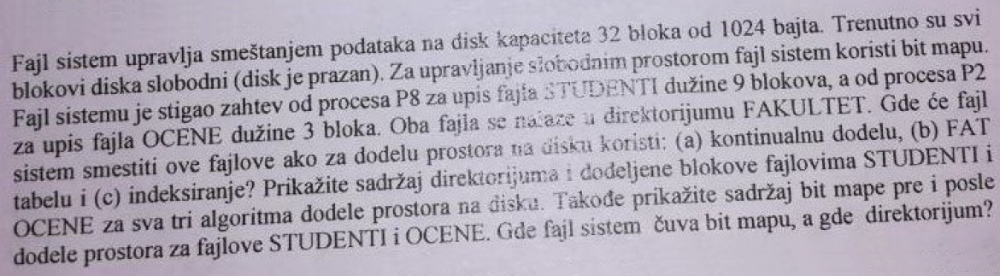 Fajl sistem upravlja smeštanjem podataka na disk kapaciteta 32 bloka od 1024 bajta. Trenutno su svi
blokovi diska slobodni (disk je prazan). Za upravljanje slobodnim prostorom fajl sistem koristi bit mapu.
Fajl sistemu je stigao zahtev od procesa P8 za upis fajla STUDENTI dužine 9 blokova, a od procesa P2
za upis fajla OCENE dužine 3 bloka. Oba fajla se nalaze u direktorijumu FAKULTET. Gde će fajl
sistem smestiti ove fajlove ako za dodelu prostora na disku koristi: (a) kontinualnu dodelu, (b) FAT
tabelu i (c) indeksiranje? Prikažite sadržaj direktorijuma i dodeljene blokove fajlovima STUDENTI i
OCENE za sva tri algoritma dodele prostora na disku. Takođe prikažite sadržaj bit mape pre i posle
dodele prostora za fajlove STUDENTI i OCENE. Gde fajl sistem čuva bit mapu, a gde direktorijum?